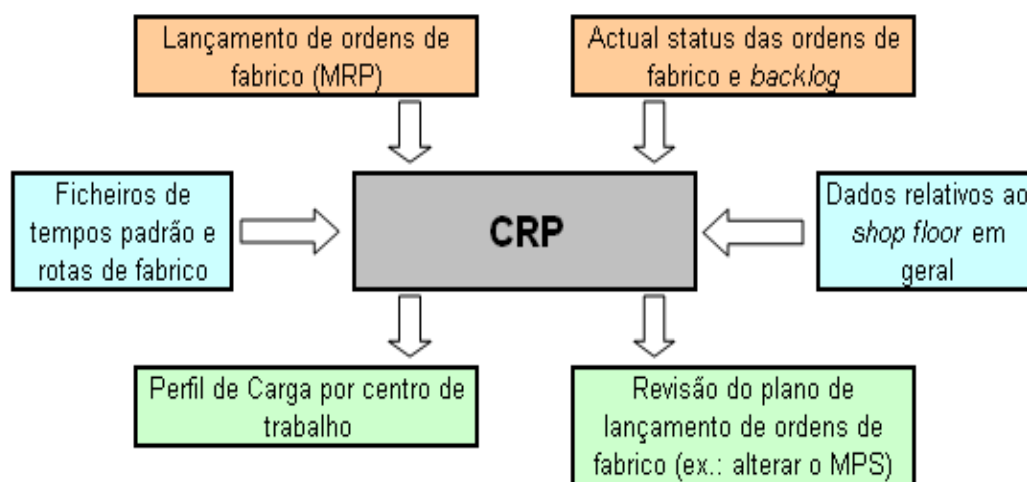 Lançamento de ordens de
fabrico (MRP)
Actual status das ordens de
fabrico e backlog
Ficheiros de
tempos padrão e
rotas de fabrico
CRP
Dados relativos ao
shop floor em
geral
Perfil de Carga por centro de
trabalho
Revisão do plano de
lançamento de ordens de
fabrico (ex.: alterar o MPS)